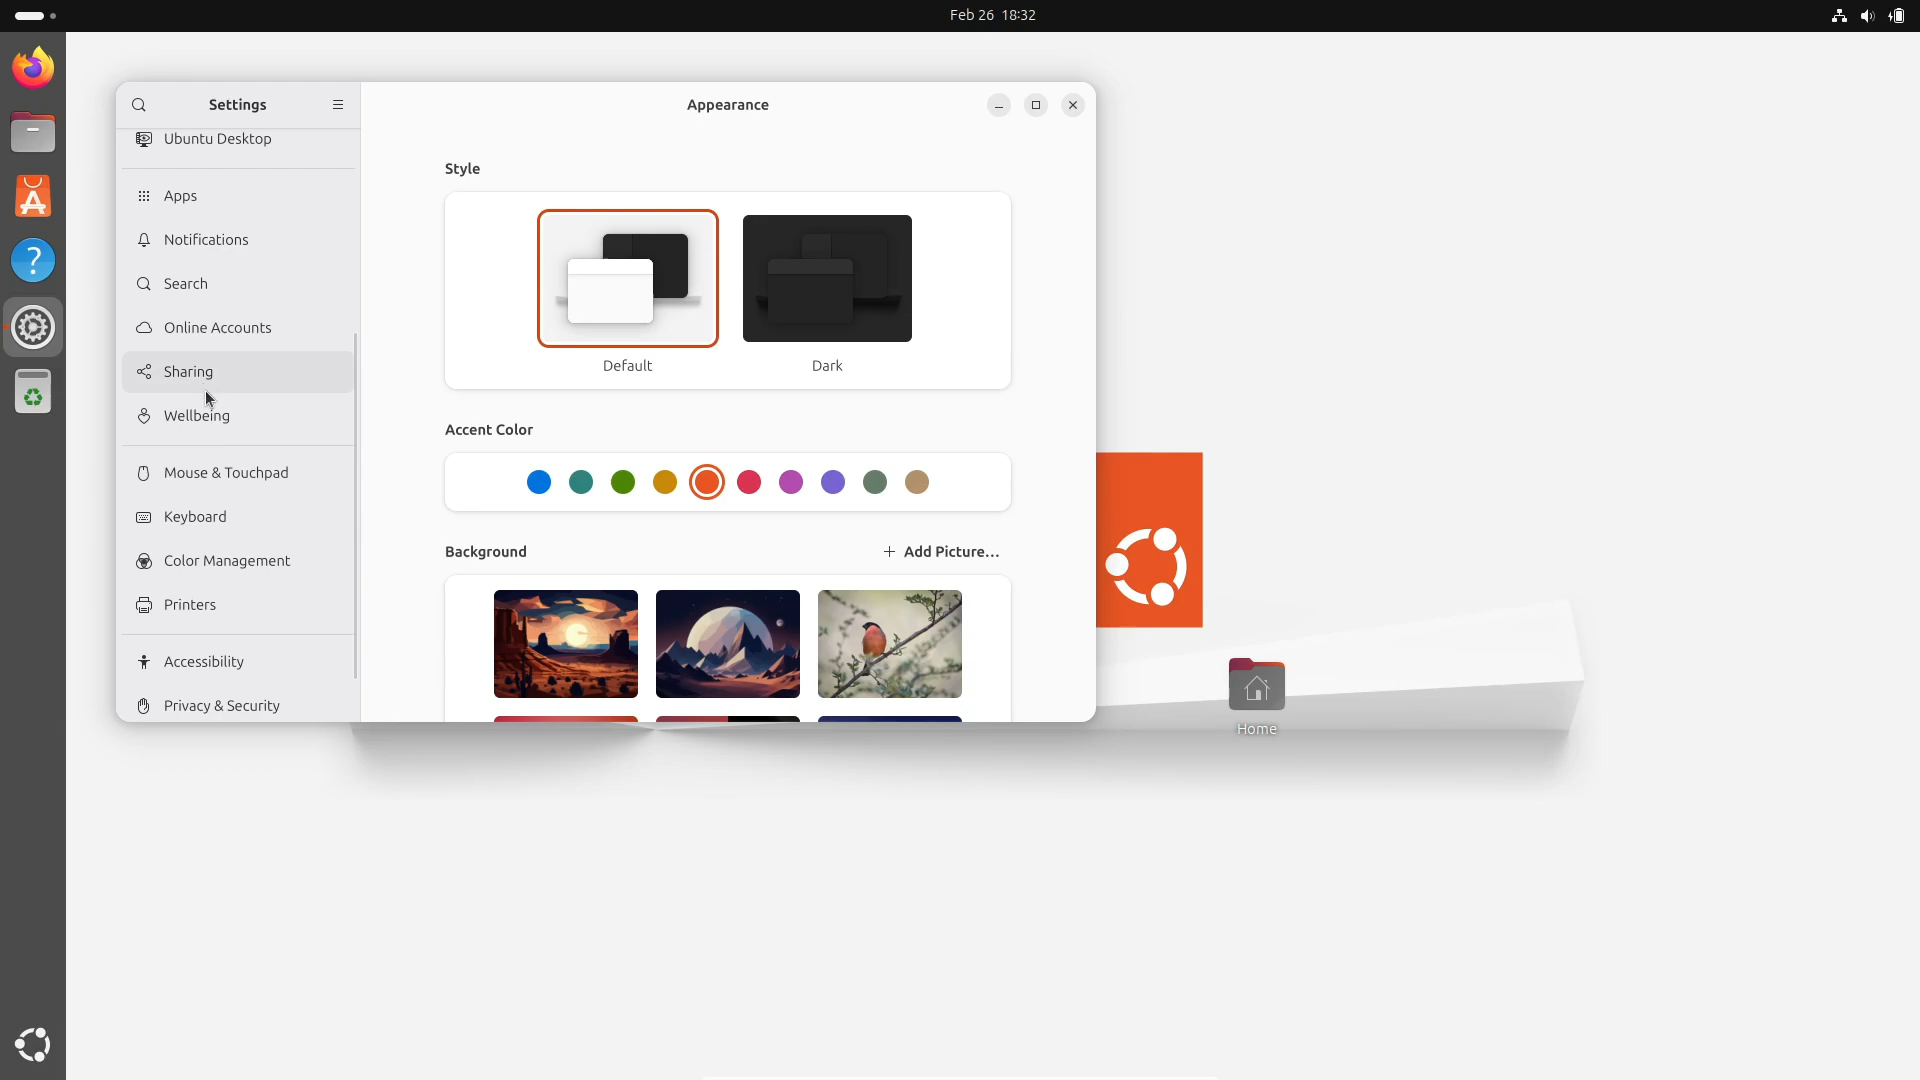 Feb 26 18:32
Settings
Appearance
Ubuntu Desktop
Apps
Notifications
Search
Online Accounts
Sharing
Wellbeing
Mouse & Touchpad
Keyboard
Color Management
Printers
Accessibility
Privacy & Security
Style
Default
Dark
Accent Color
Background
+ Add Picture...
Home